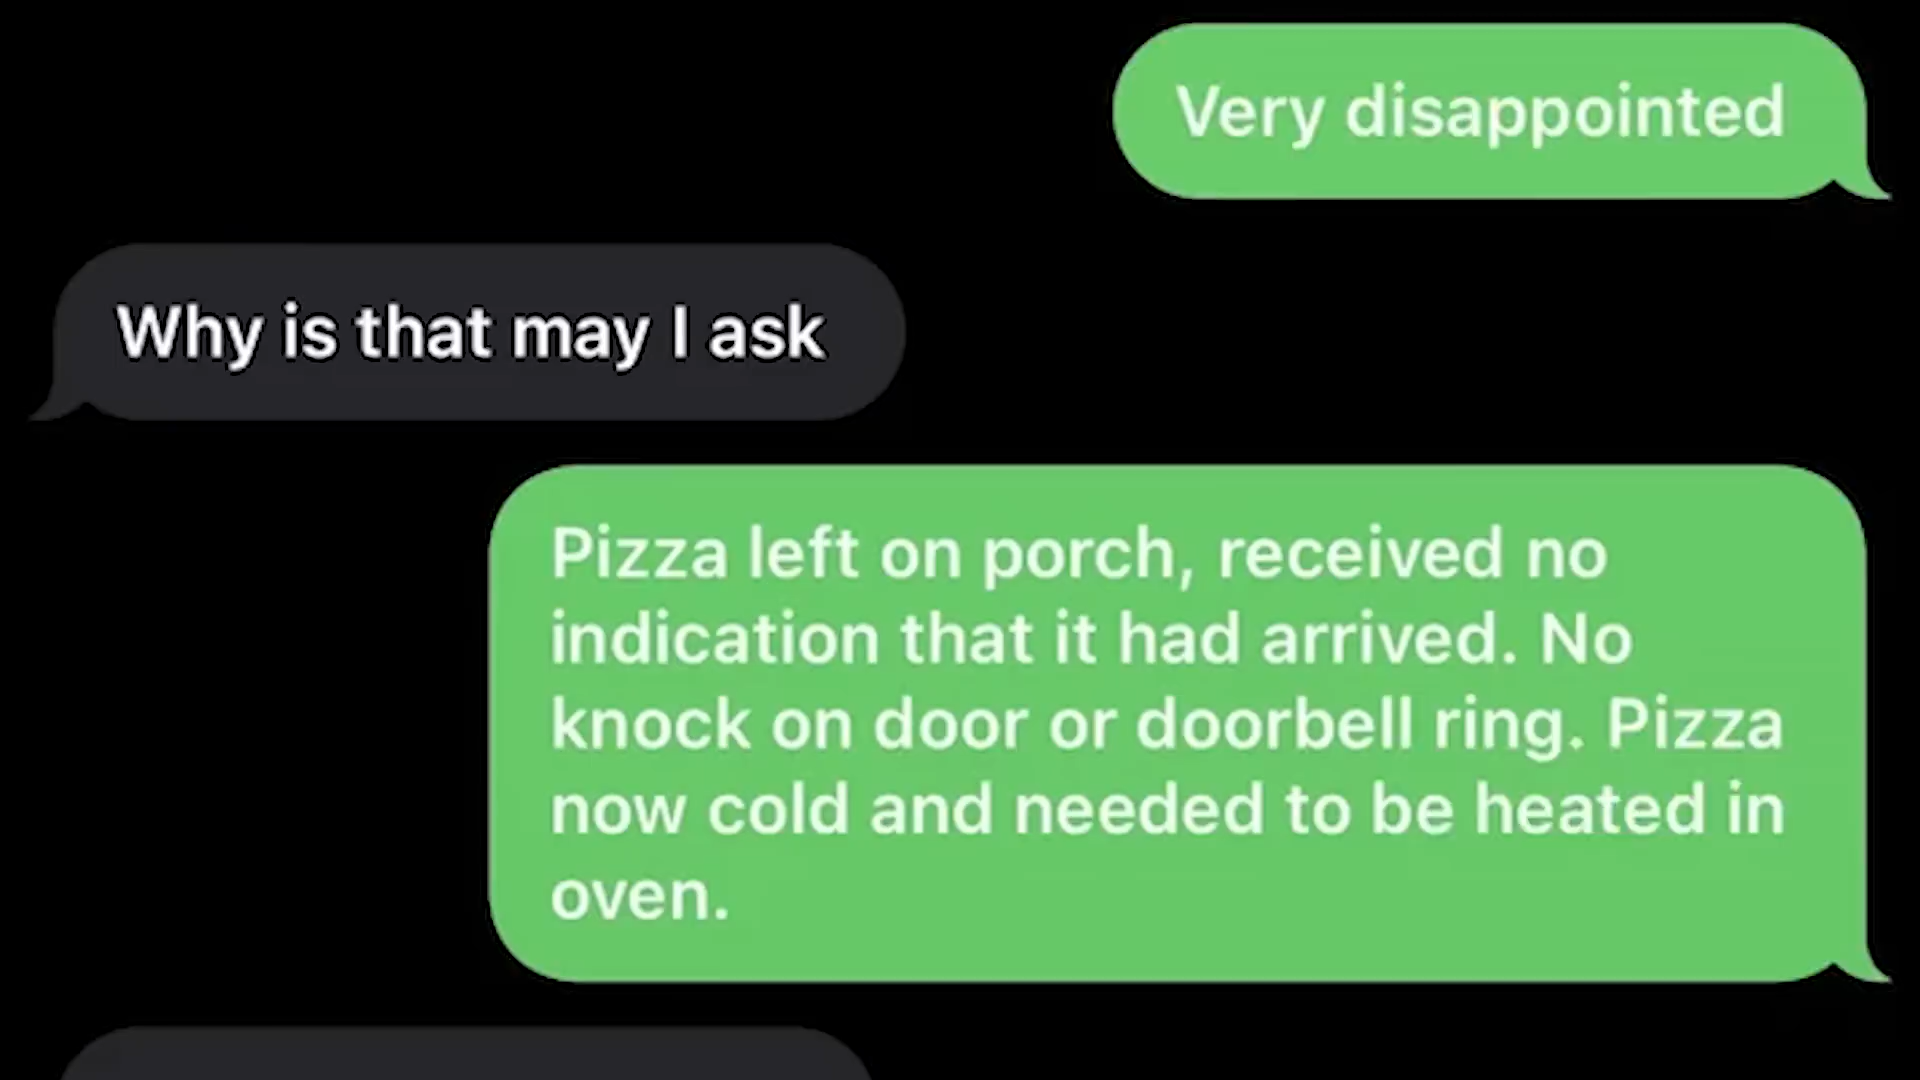 Very disappointed
Why is that may I ask
Pizza left on porch, received no
indication that it had arrived. No
knock on door or doorbell ring. Pizza
now cold and needed to be heated in
oven.